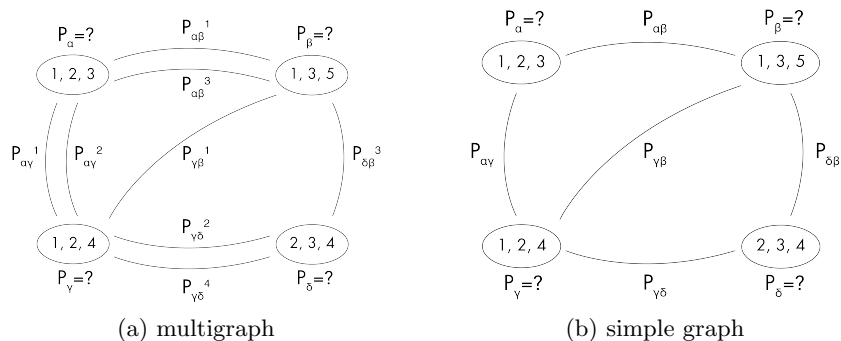 P_αβ^1
P_α=?
P_β=?
1, 2, 3
1, 3, 5
P_αβ^3
P_αγ^1
P_αγ^2
P_γβ^1
P_δβ^3
P_γδ^2
1, 2, 4
2, 3, 4
P_γ=?
P_δ=?
P_γδ^4
(a) multigraph
P_α=?
P_αβ
P_β=?
1, 2, 3
1, 3, 5
P_αγ
P_γβ
P_δβ
1, 2, 4
2, 3, 4
P_γ=?
P_γδ
P_δ=?
(b) simple graph